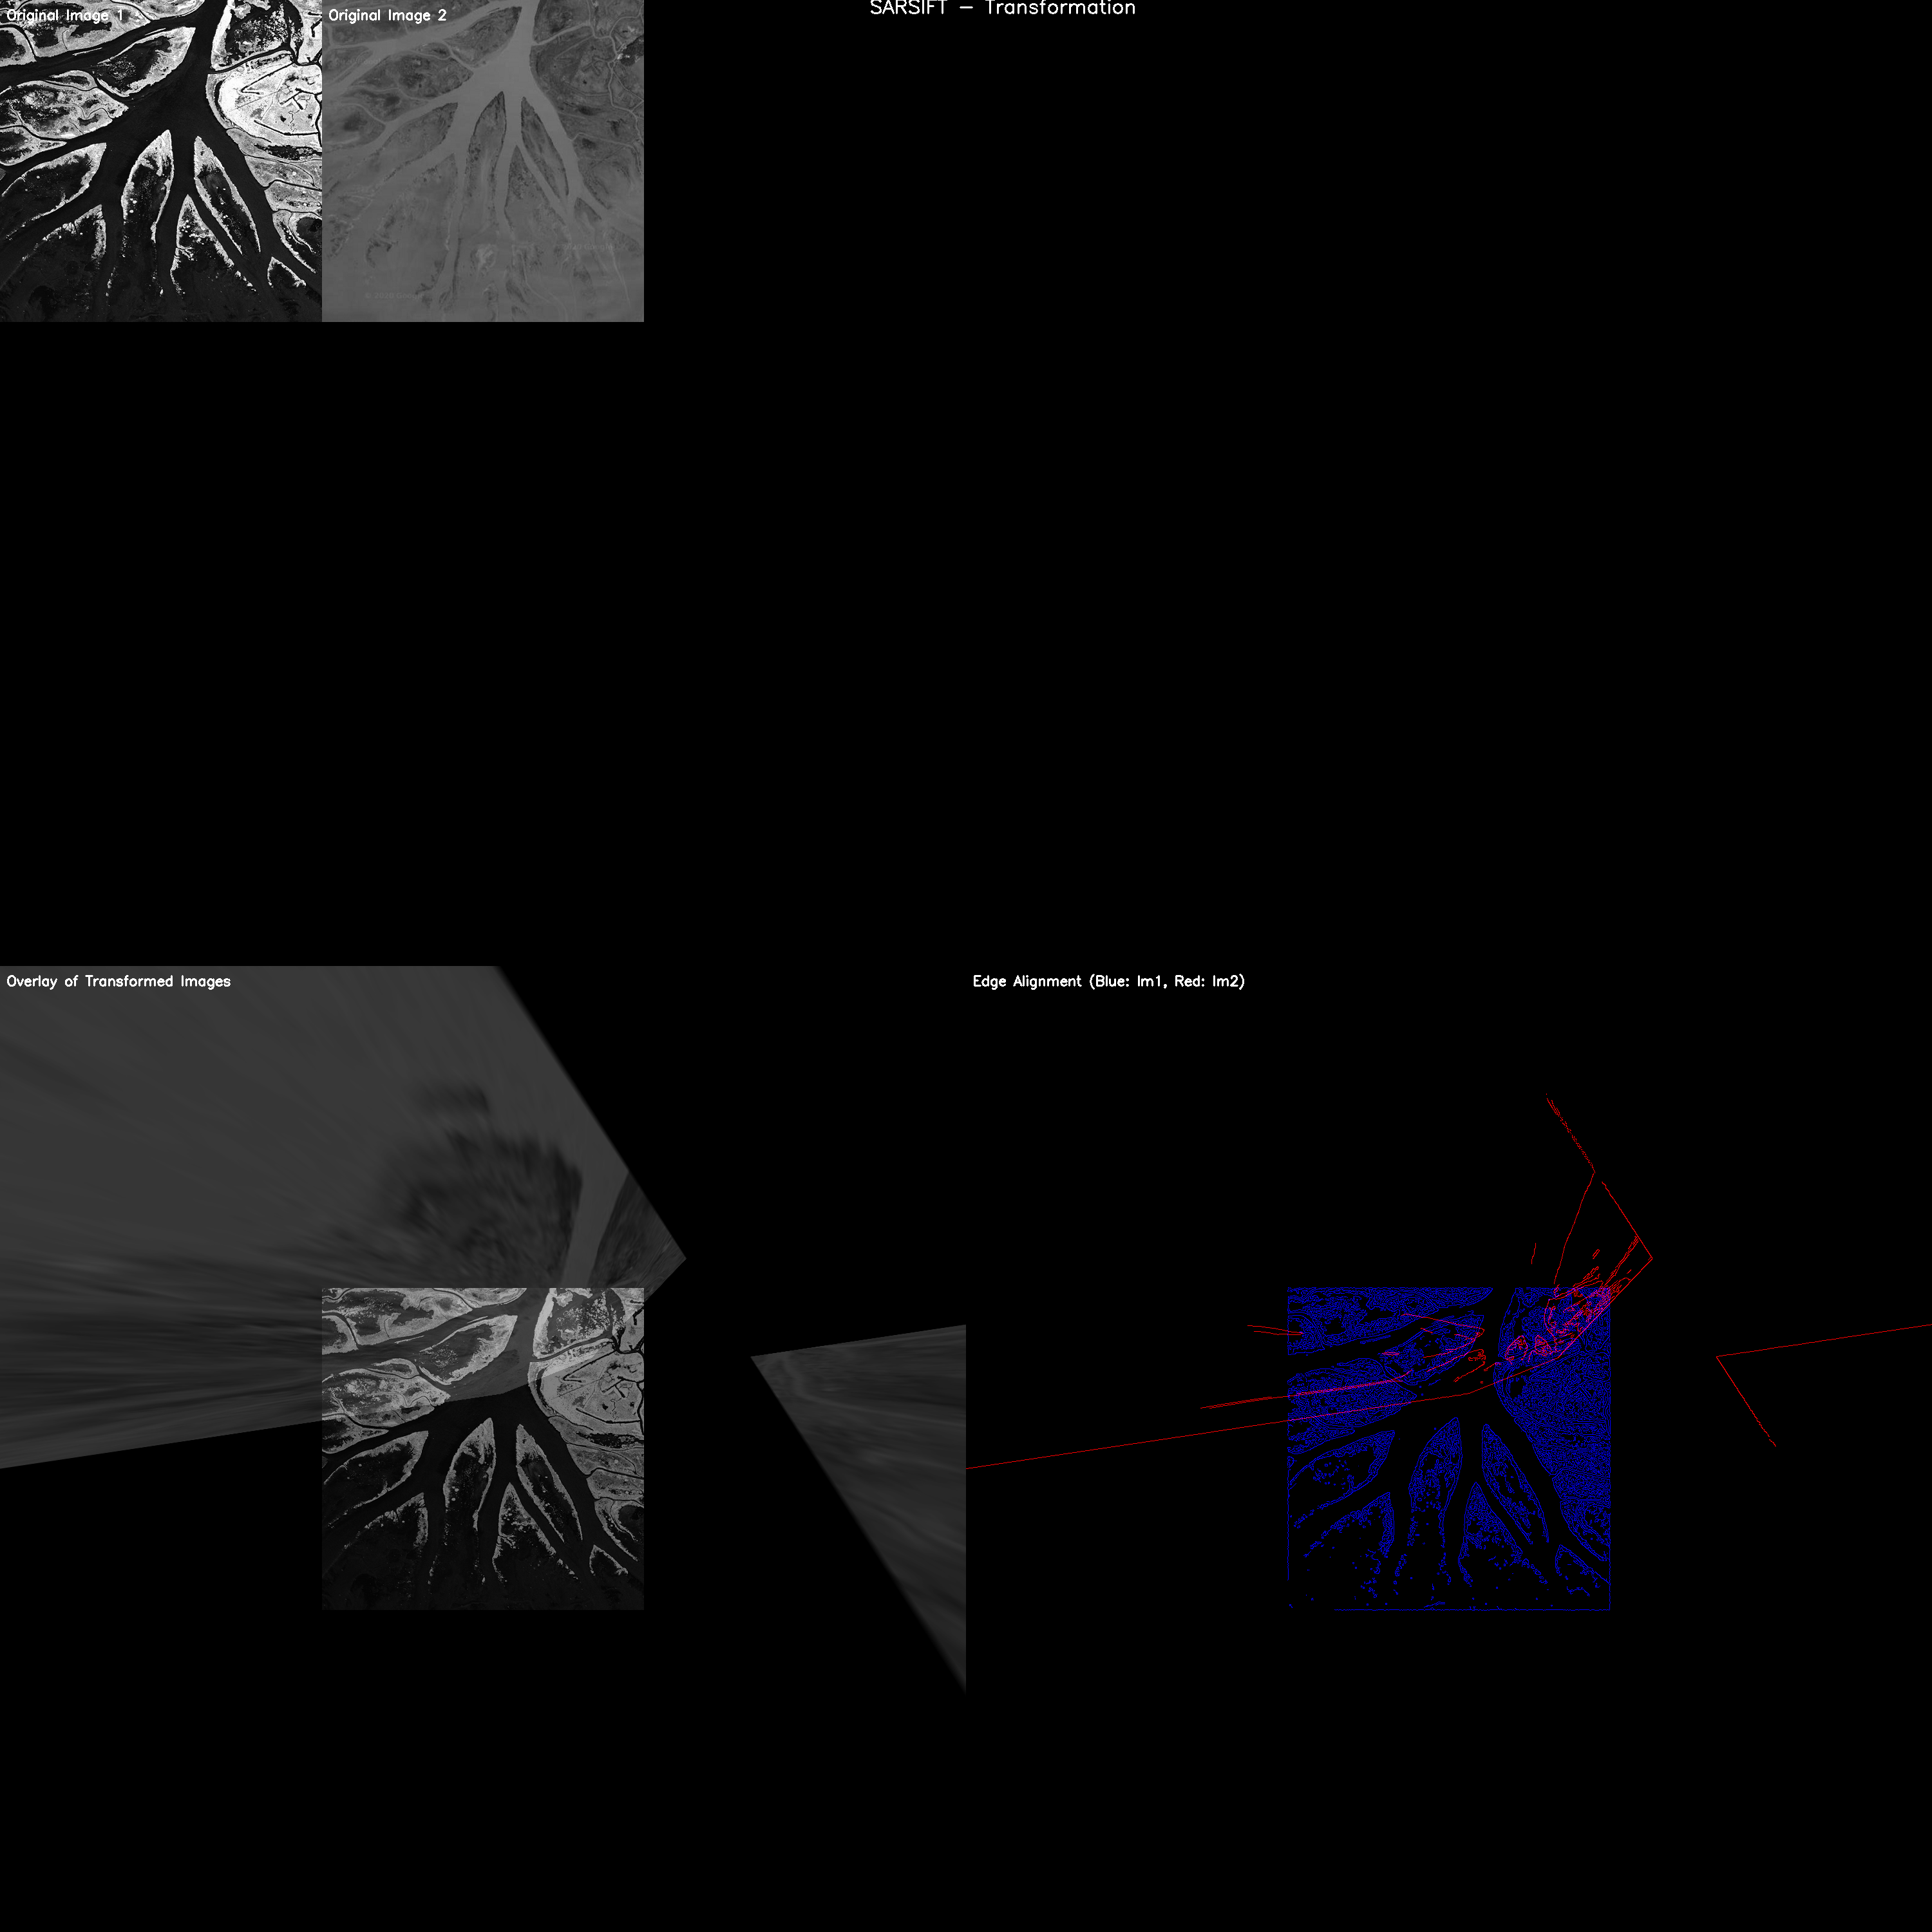 SARSIFT – Transformation
Original Image 1
Original Image 2
Overlay of Transformed Images
Edge Alignment (Blue: Im1, Red: Im2)